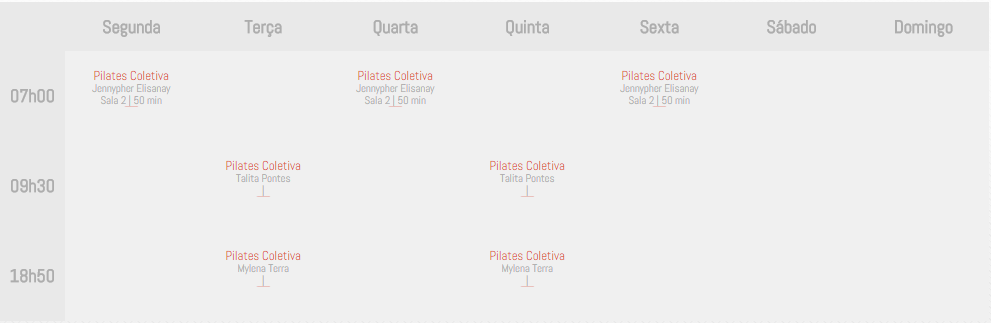 Segunda Terça Quarta Quinta Sexta Sábado Domingo
07h00
Pilates Coletiva
Jennypher Elisanay
Sala 2 | 50 min
Pilates Coletiva
Jennypher Elisanay
Sala 2 | 50 min
Pilates Coletiva
Jennypher Elisanay
Sala 2 | 50 min
09h30
Pilates Coletiva
Talita Pontes
|
Pilates Coletiva
Talita Pontes
|
18h50
Pilates Coletiva
Mylena Terra
|
Pilates Coletiva
Mylena Terra
|